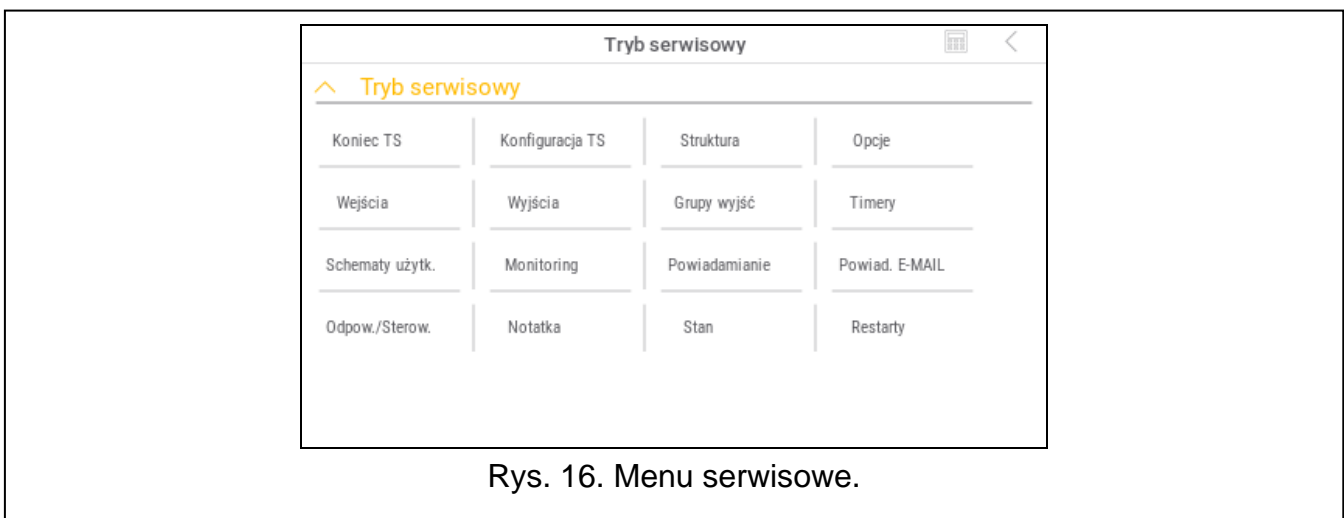 Tryb serwisowy
Tryb serwisowy
Koniec TS Konfiguracja TS Struktura Opcje
Wejścia Wyjścia Grupy wyjść Timery
Schematy użytk. Monitoring Powiadamianie Powiad. E-MAIL
Odpow./Sterow. Notatka Stan Restarty
Rys. 16. Menu serwisowe.